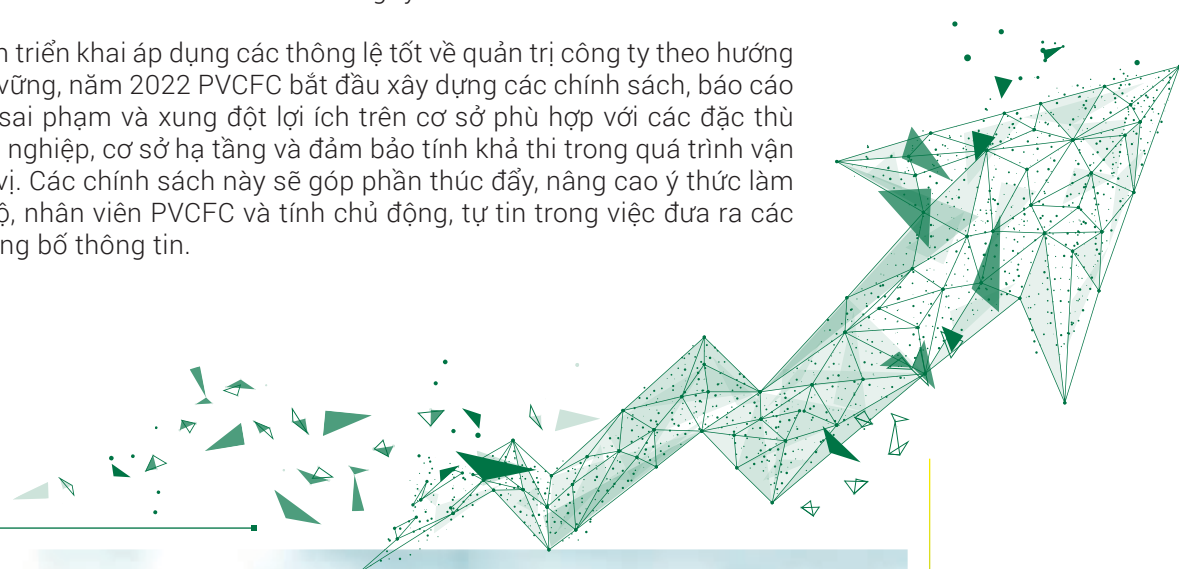 triển khai áp dụng các thông lệ tốt về quản trị công ty theo hướng
vững, năm 2022 PVCFC bắt đầu xây dựng các chính sách, báo cáo
sai phạm và xung đột lợi ích trên cơ sở phù hợp với các đặc thù
nghiệp, cơ sở hạ tầng và đảm bảo tính khả thi trong quá trình vận
vị. Các chính sách này sẽ góp phần thúc đẩy, nâng cao ý thức làm
nhân viên PVCFC và tính chủ động, tự tin trong việc đưa ra các
bố thông tin.